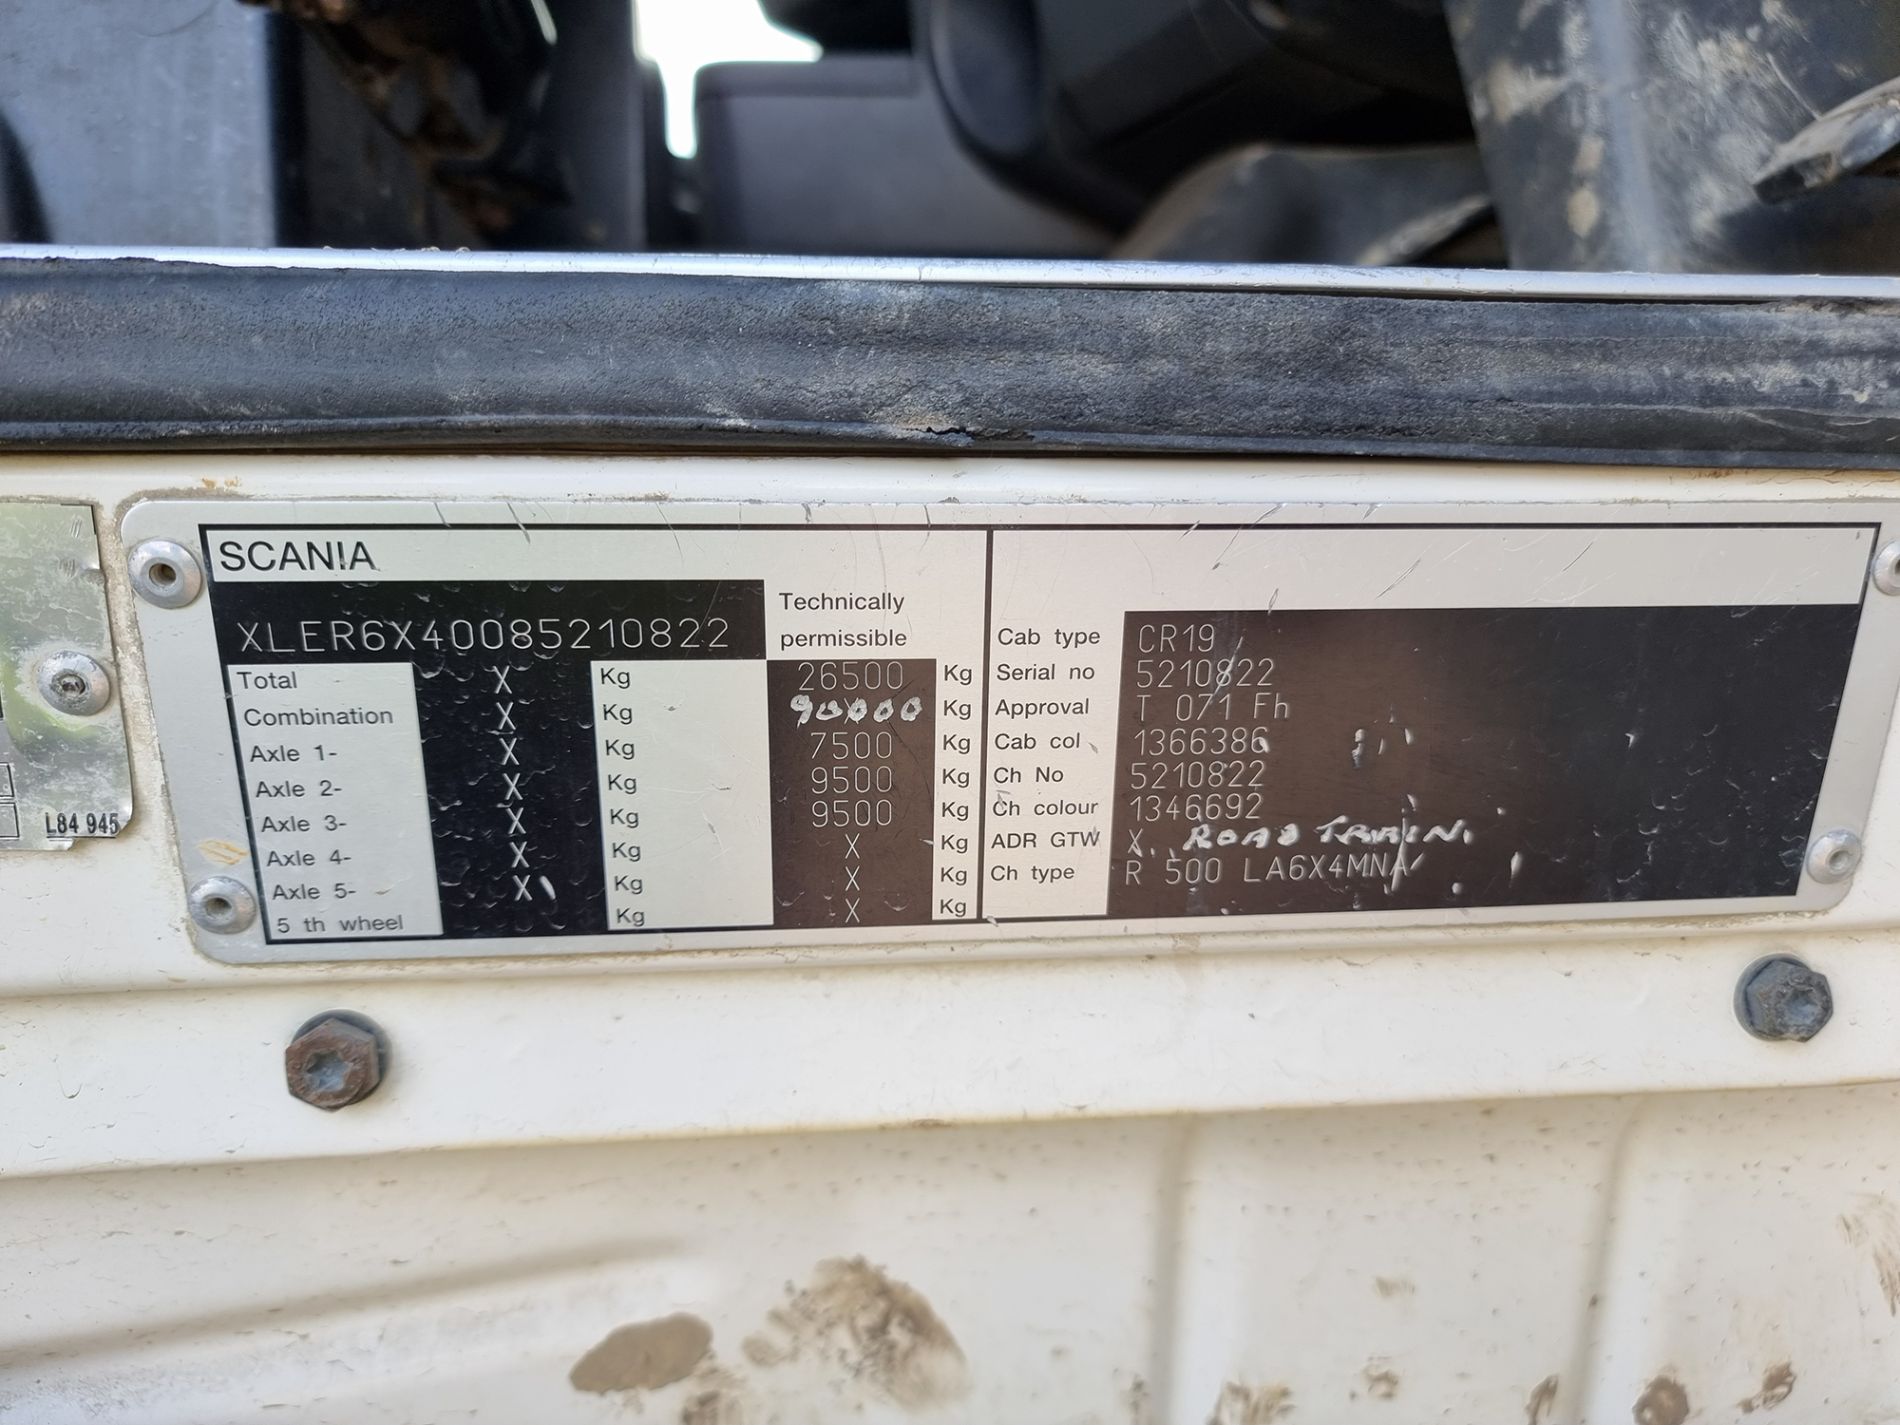 SCANIA
XLER6X40085210822
Technically
permissible
Total X Kg 26500 Kg
Combination X Kg 90000 Kg
Axle 1- X Kg 7500 Kg
Axle 2- X Kg 9500 Kg
Axle 3- X Kg 9500 Kg
Axle 4- X Kg X Kg
Axle 5- X Kg X Kg
5 th wheel Kg X Kg
Cab type CR19
Serial no 5210822
Approval T 071 Fh
Cab col 1366386
Ch No 5210822
Ch colour 1346692
ADR GTW X ROAD TRAIN.
Ch type R 500 LA6X4MNA
L84 945